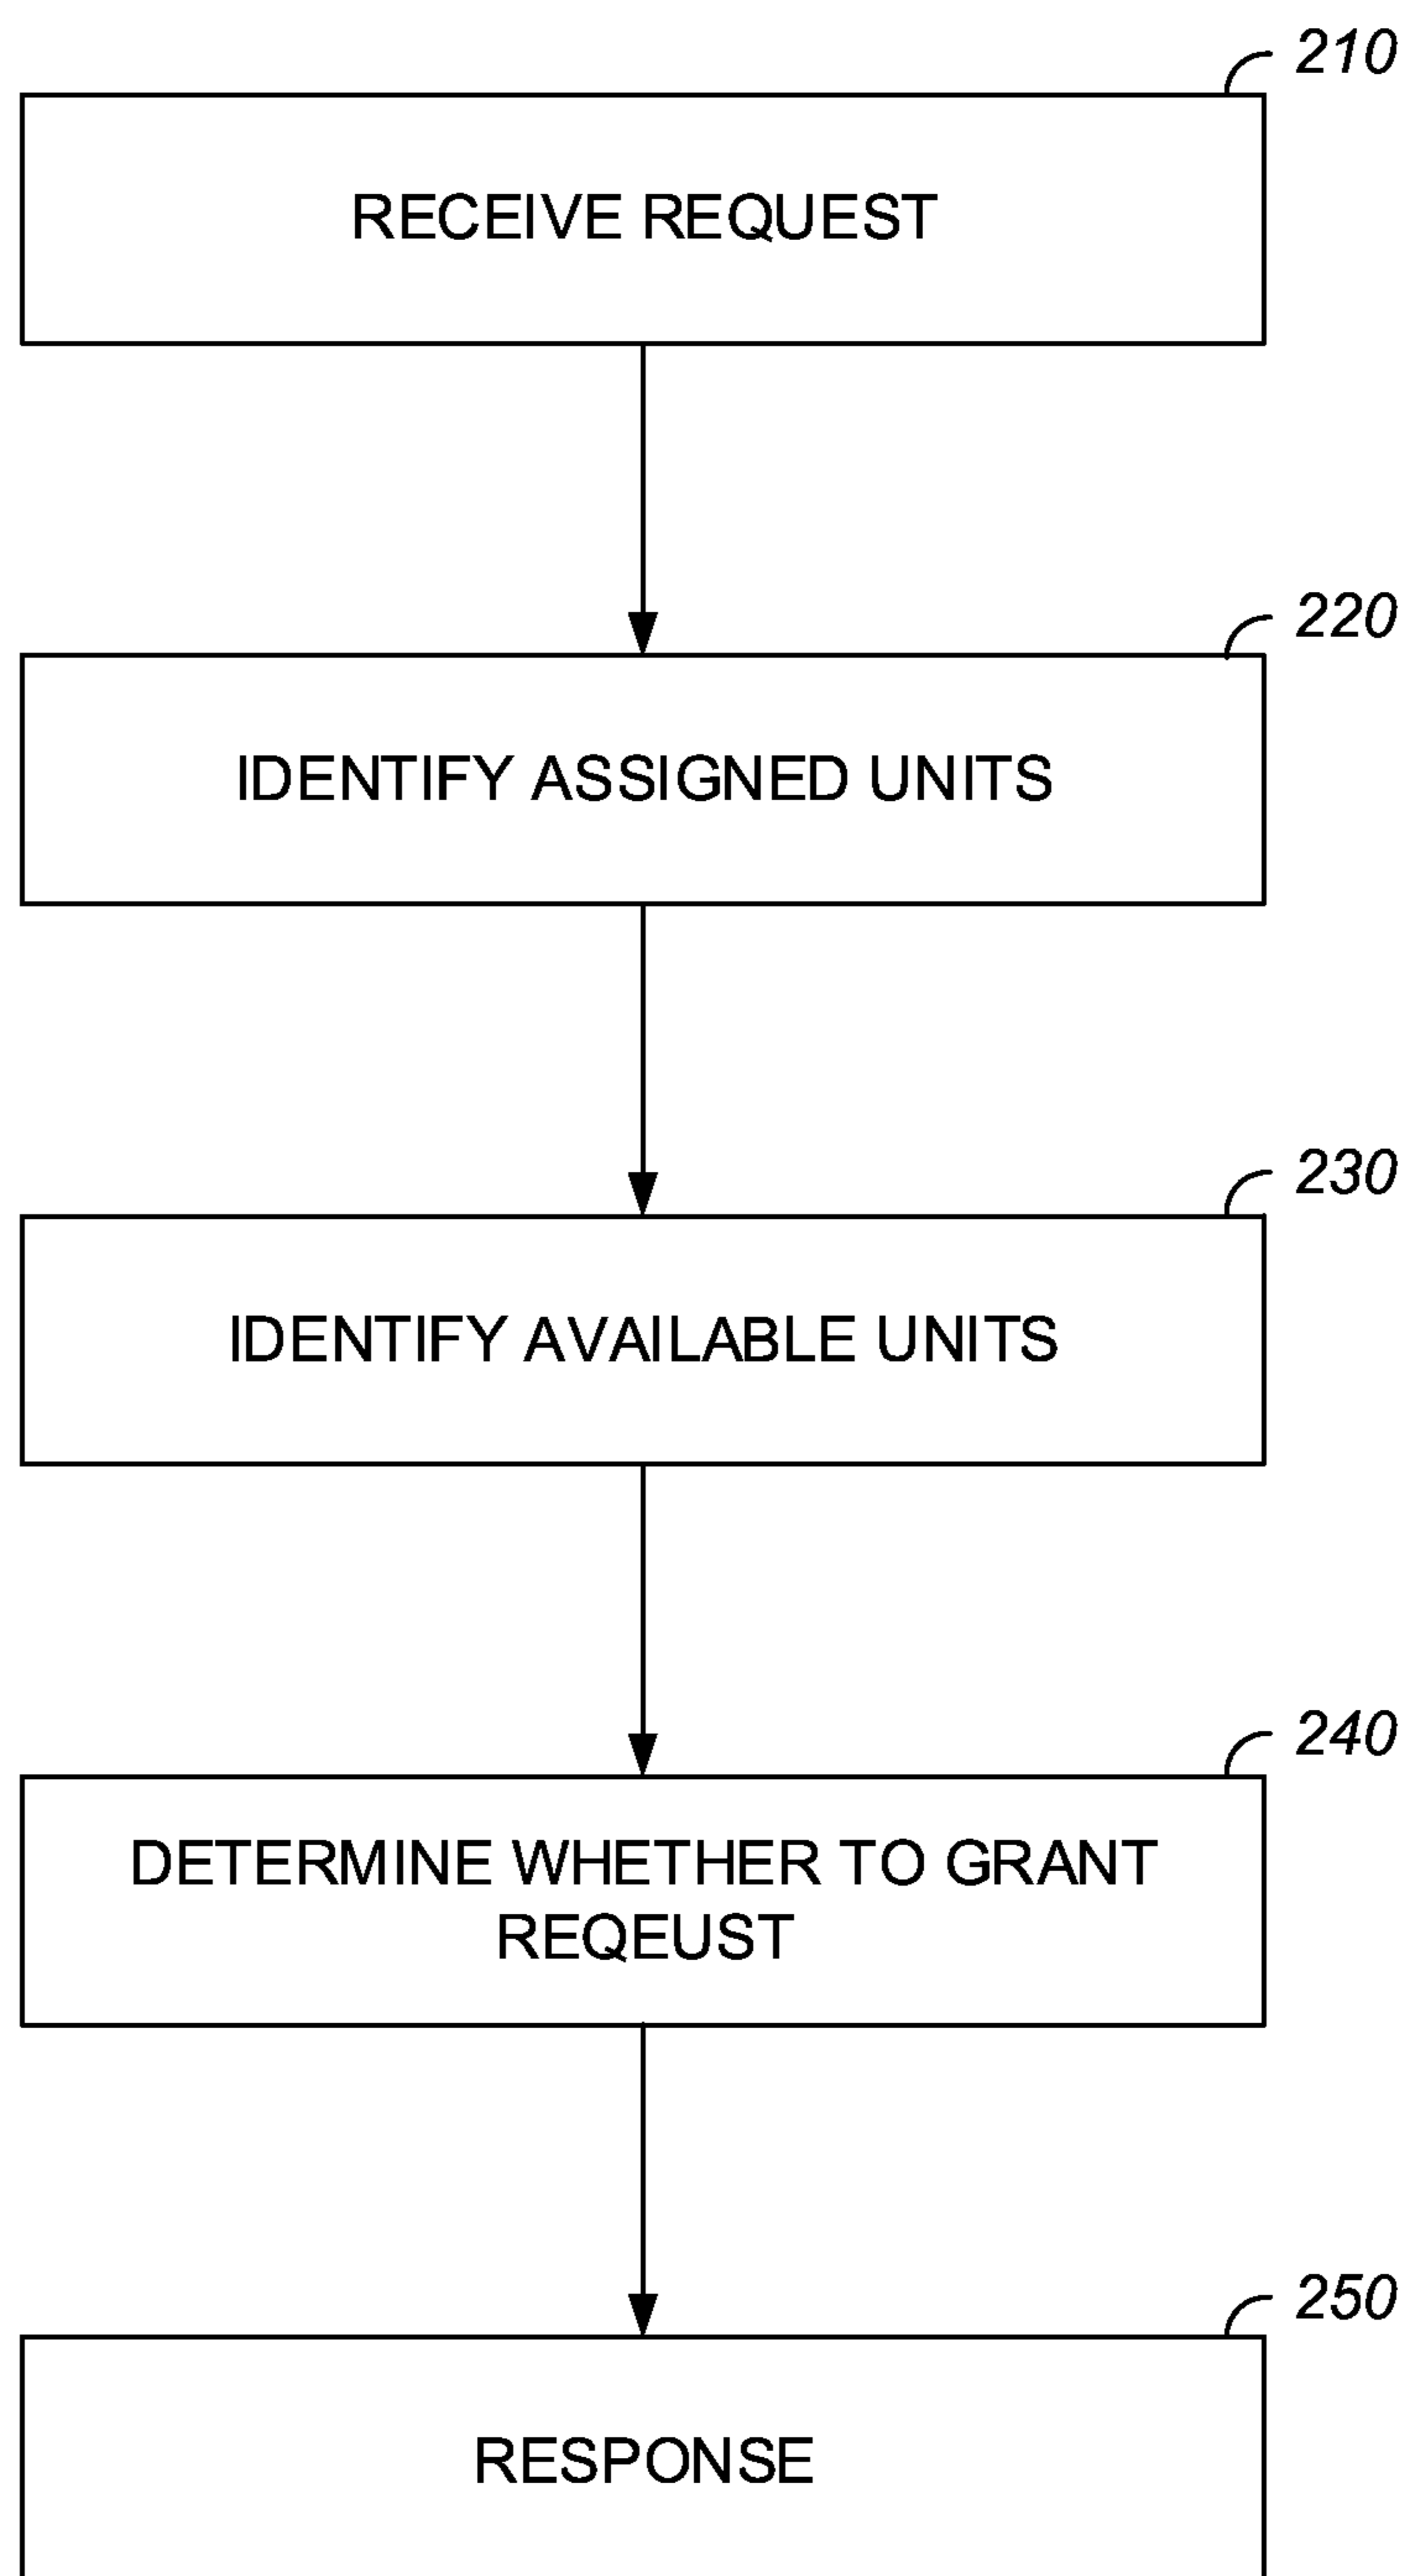 210
RECEIVE REQUEST
220
IDENTIFY ASSIGNED UNITS
230
IDENTIFY AVAILABLE UNITS
240
DETERMINE WHETHER TO GRANT
REQEUST
250
RESPONSE